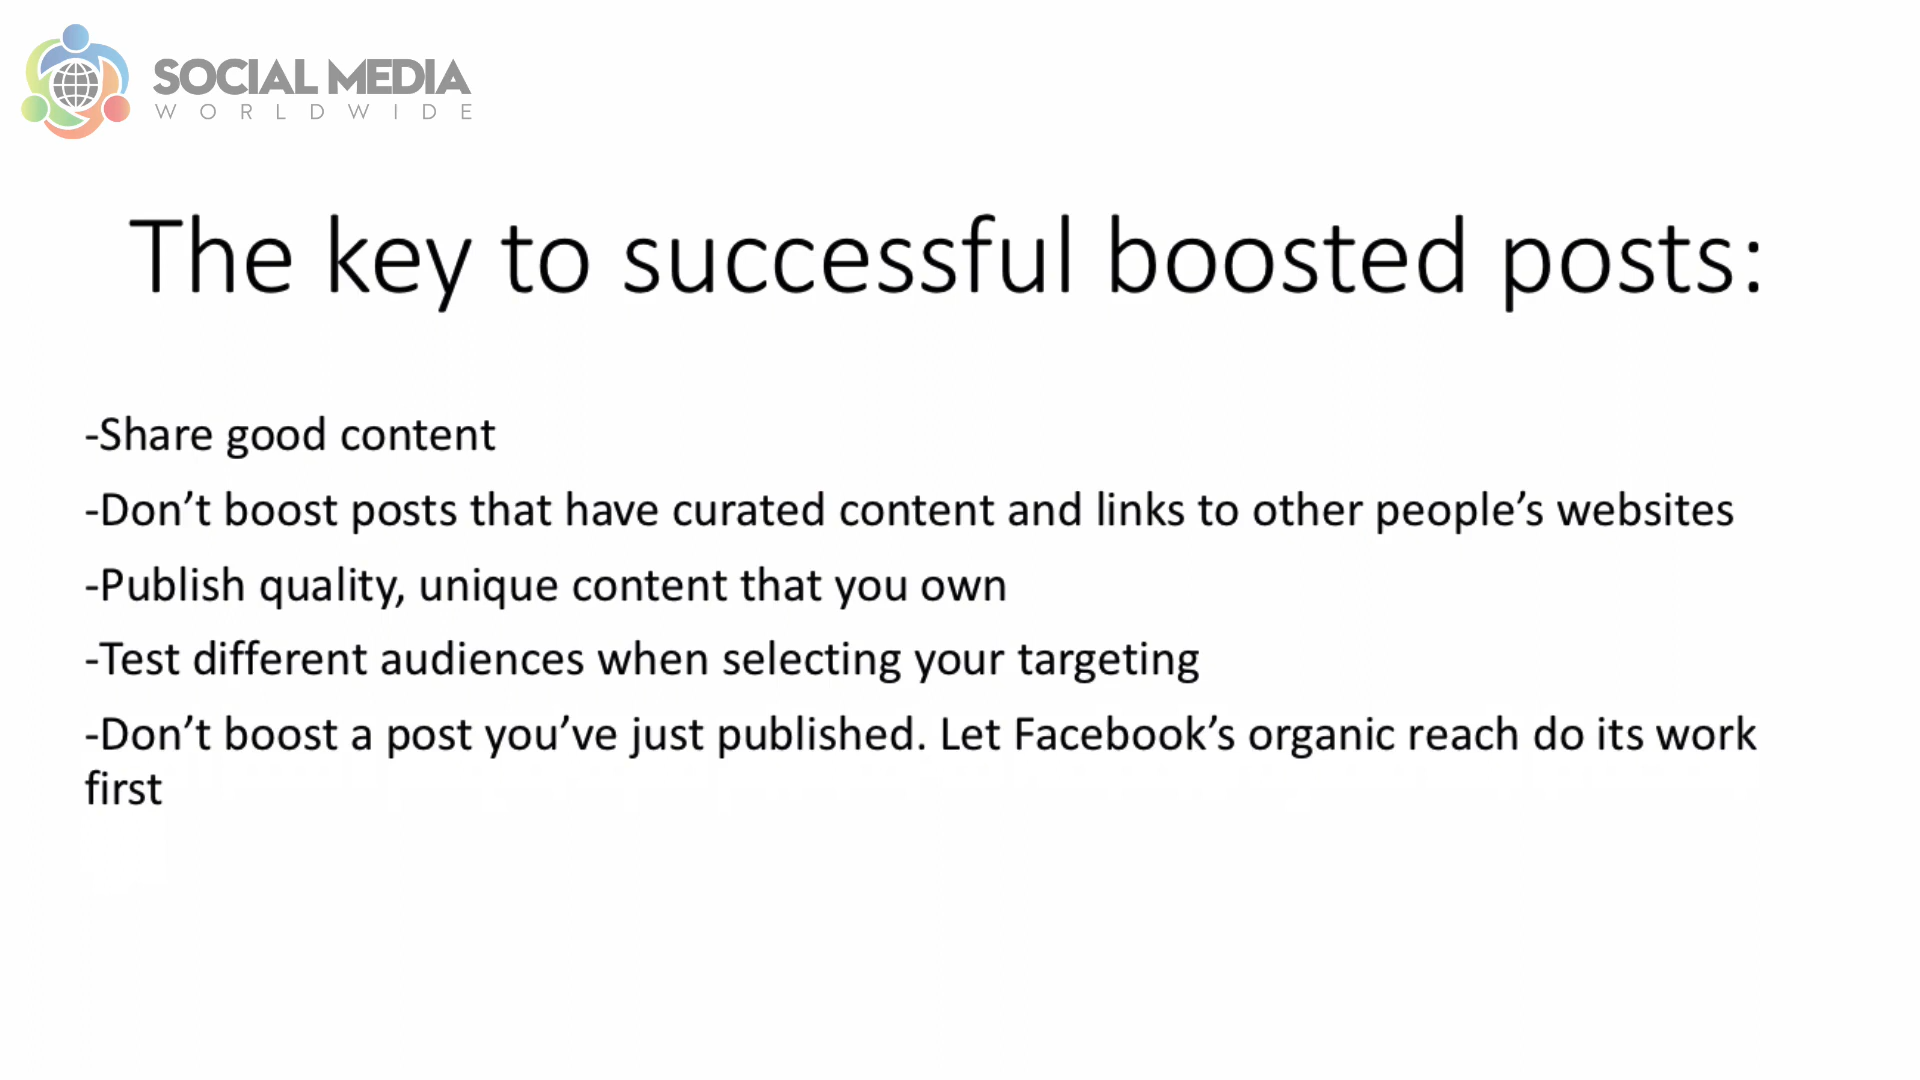 SOCIAL MEDIA
WORLDWIDE
The key to successful boosted posts:
-Share good content
-Don’t boost posts that have curated content and links to other people’s websites
-Publish quality, unique content that you own
-Test different audiences when selecting your targeting
-Don’t boost a post you’ve just published. Let Facebook’s organic reach do its work
first